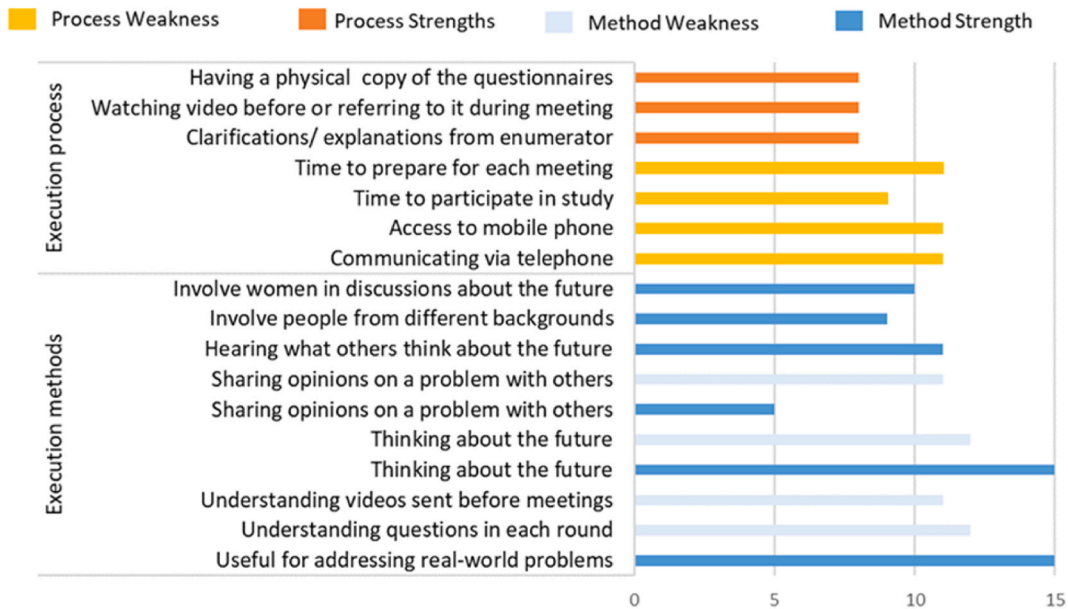 Process Weakness Process Strengths Method Weakness Method Strength
Execution process
Having a physical copy of the questionnaires
Watching video before or referring to it during meeting
Clarifications/ explanations from enumerator
Time to prepare for each meeting
Time to participate in study
Access to mobile phone
Communicating via telephone
Execution methods
Involve women in discussions about the future
Involve people from different backgrounds
Hearing what others think about the future
Sharing opinions on a problem with others
Sharing opinions on a problem with others
Thinking about the future
Thinking about the future
Understanding videos sent before meetings
Understanding questions in each round
Useful for addressing real-world problems
0 5 10 15